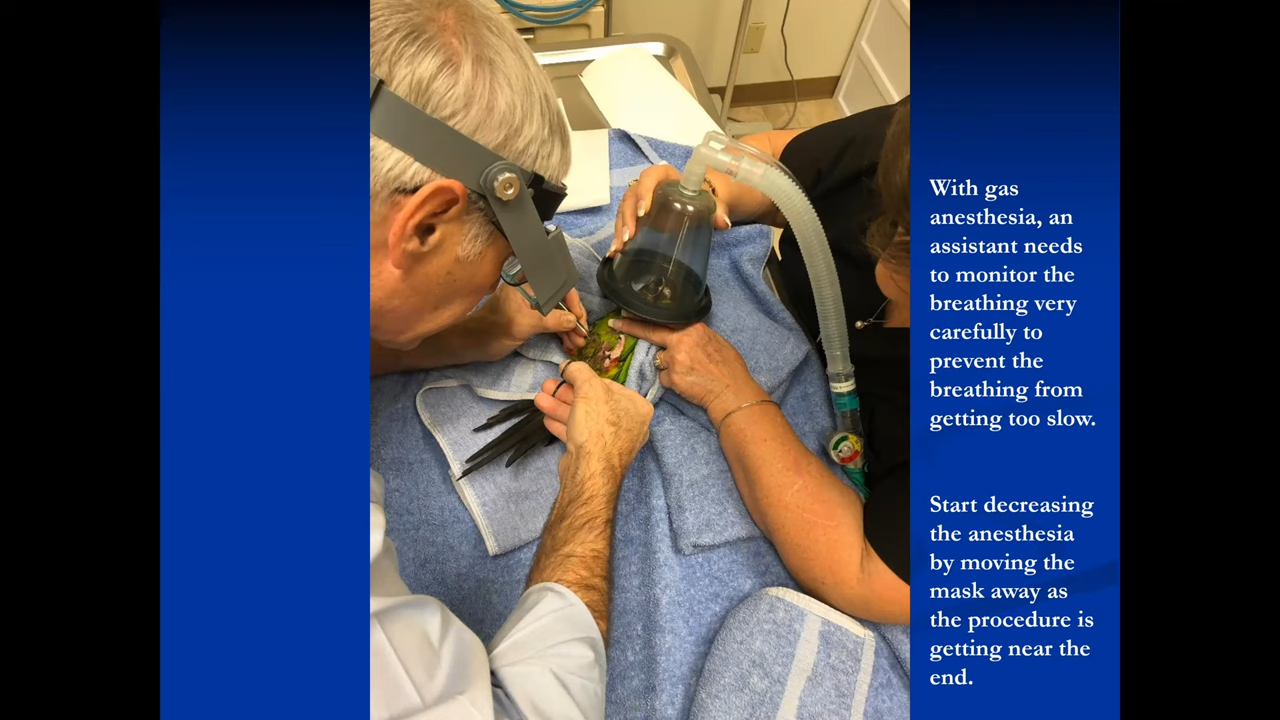 With gas
anesthesia, an
assistant needs
to monitor the
breathing very
carefully to
prevent the
breathing from
getting too slow.
Start decreasing
the anesthesia
by moving the
mask away as
the procedure is
getting near the
end.